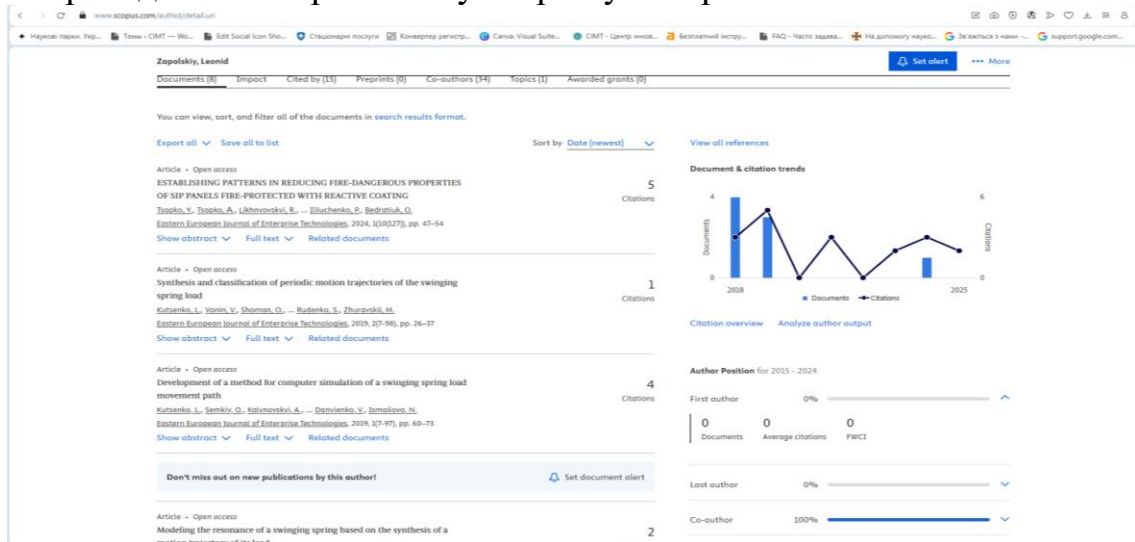 www.scopus.com/authid/detail.uri
Наукові парки. Укр...
Темы - CIMT — Wo...
Edit Social Icon Sho...
Стаціонарні послуги
Конвертер регистр...
Canva: Visual Suite...
CIMT - Центр іннов...
Безплатний інстру...
FAQ - Часто задава...
На допомогу науко...
Зв'яжіться з нами -...
support.google.com...
Zapolskiy, Leonid
Set alert
More
Documents (8)
Impact
Cited by (15)
Preprints (0)
Co-authors (34)
Topics (1)
Awarded grants (0)
You can view, sort, and filter all of the documents in search results format.
Export all
Save all to list
Sort by Date (newest)
View all references
Article • Open access
ESTABLISHING PATTERNS IN REDUCING FIRE-DANGEROUS PROPERTIES
OF SIP PANELS FIRE-PROTECTED WITH REACTIVE COATING
5
Citations
Tsapko, Y., Tsapko, A., Likhnyovskyi, R., ... Illiuchenko, P., Bedratiuk, O.
Eastern European Journal of Enterprise Technologies, 2024, 1(10(127)), pp. 47–54
Show abstract
Full text
Related documents
Article • Open access
Synthesis and classification of periodic motion trajectories of the swinging
spring load
1
Citations
Kutsenko, L., Vanin, V., Shoman, O., ... Rudenko, S., Zhuravskij, M.
Eastern European Journal of Enterprise Technologies, 2019, 2(7-98), pp. 26–37
Show abstract
Full text
Related documents
Article • Open access
Development of a method for computer simulation of a swinging spring load
movement path
4
Citations
Kutsenko, L., Semkiv, O., Kalynovskyi, A., ... Danylenko, V., Ismailova, N.
Eastern European Journal of Enterprise Technologies, 2019, 1(7-97), pp. 60–73
Show abstract
Full text
Related documents
Don't miss out on new publications by this author!
Set document alert
Article • Open access
Modeling the resonance of a swinging spring based on the synthesis of a
2
Document & citation trends
4
6
Documents
Citations
0
0
2018
2025
Documents
Citations
Citation overview
Analyze author output
Author Position for 2015 - 2024
First author
0%
0
0
0
Documents
Average citations
FWCI
Last author
0%
Co-author
100%